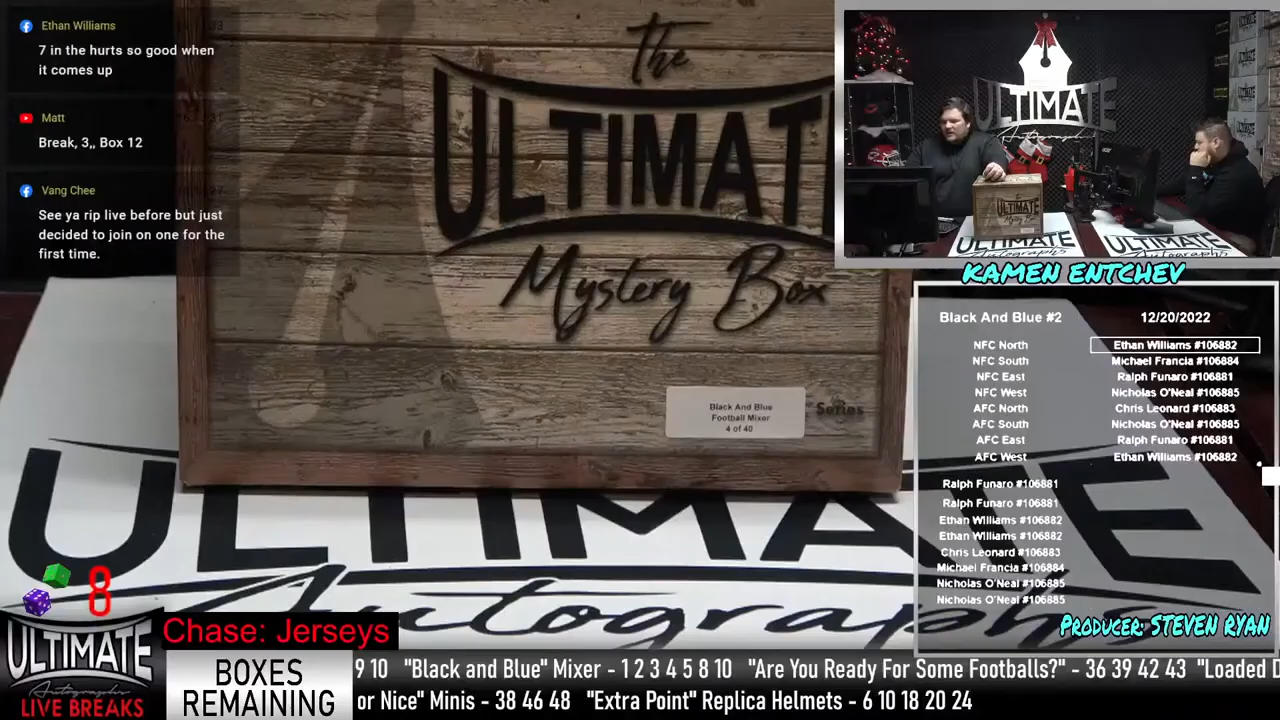 Ethan Williams
7 in the hurts so good when
it comes up
Matt
Break, 3,, Box 12
Vang Chee
See ya rip live before but just
decided to join on one for the
first time.
the
ULTIMAT
Mystery Box
Black And Blue
Football Mixer
4 of 40
Series
ULTIMATE
Autographs
ULTIMATE
The
ULTIMATE
Mystery Box
ULTIMATE
Autographs
ULTIMATE
Autographs
KAMEN ENTCHEV
Black And Blue #2 12/20/2022
NFC North Ethan Williams #106882
NFC South Michael Francia #106884
NFC East Ralph Funaro #106881
NFC West Nicholas O'Neal #106885
AFC North Chris Leonard #106883
AFC South Nicholas O'Neal #106885
AFC East Ralph Funaro #106881
AFC West Ethan Williams #106882
Ralph Funaro #106881
Ralph Funaro #106881
Ethan Williams #106882
Ethan Williams #106882
Chris Leonard #106883
Michael Francia #106884
Nicholas O'Neal #106885
Nicholas O'Neal #106885
PRODUCER: STEVEN RYAN
8
ULTIMATE
Autographs
LIVE BREAKS
Chase: Jerseys
BOXES
REMAINING
9 10 "Black and Blue" Mixer - 1 2 3 4 5 8 10 "Are You Ready For Some Footballs?" - 36 39 42 43 "Loaded D
or Nice" Minis - 38 46 48 "Extra Point" Replica Helmets - 6 10 18 20 24